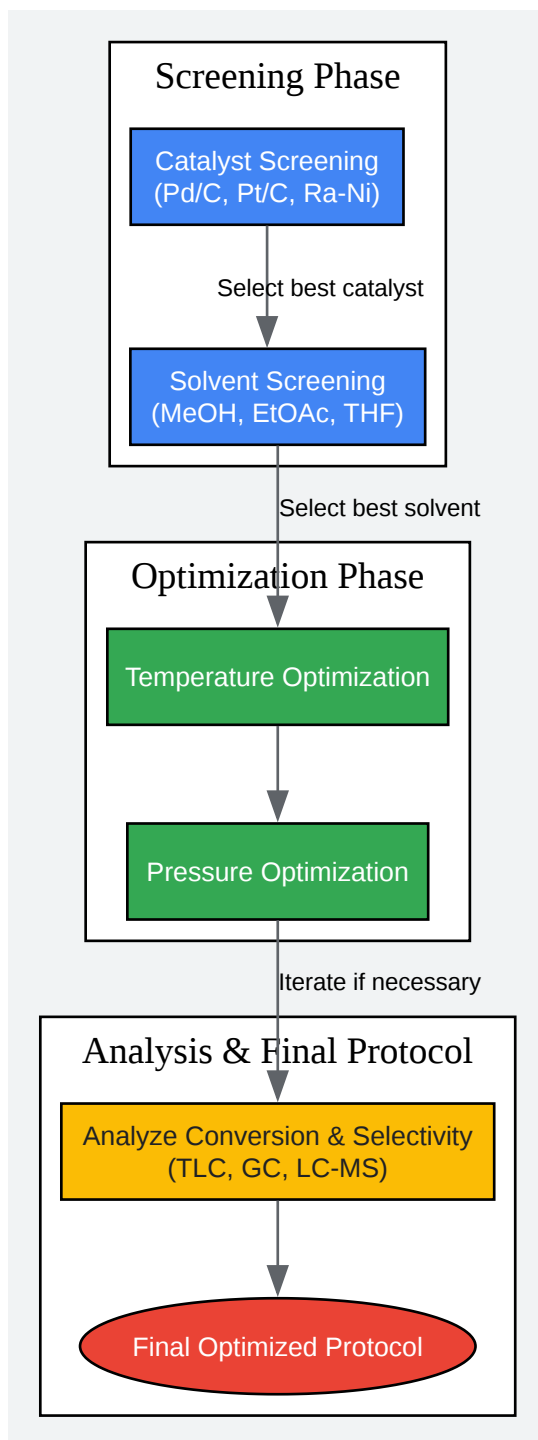 Screening Phase
Catalyst Screening
(Pd/C, Pt/C, Ra-Ni)
Select best catalyst
Solvent Screening
(MeOH, EtOAc, THF)
Select best solvent
Optimization Phase
Temperature Optimization
Pressure Optimization
Iterate if necessary
Analysis & Final Protocol
Analyze Conversion & Selectivity
(TLC, GC, LC-MS)
Final Optimized Protocol